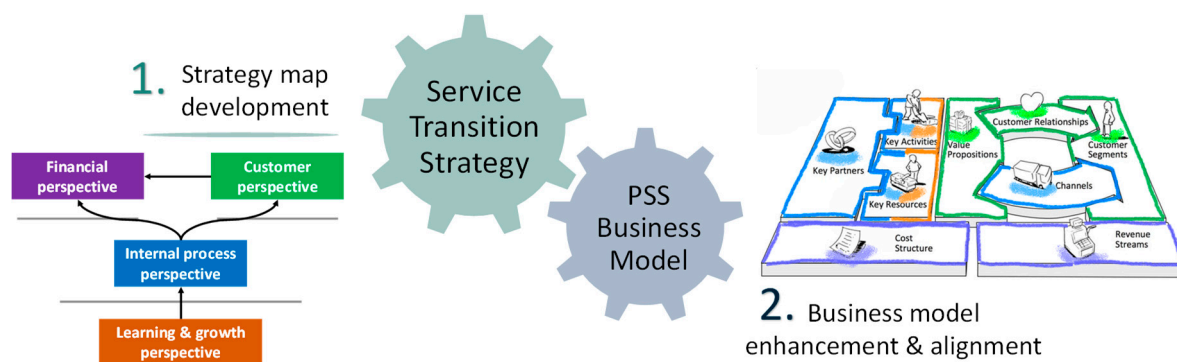 1. Strategy map
development
Financial
perspective
Customer
perspective
Internal process
perspective
Learning & growth
perspective
Service
Transition
Strategy
PSS
Business
Model
Key Partners
Key Activities
Key Resources
Value
Propositions
Customer Relationships
Customer
Segments
Channels
Cost
Structure
Revenue
Streams
2. Business model
enhancement & alignment